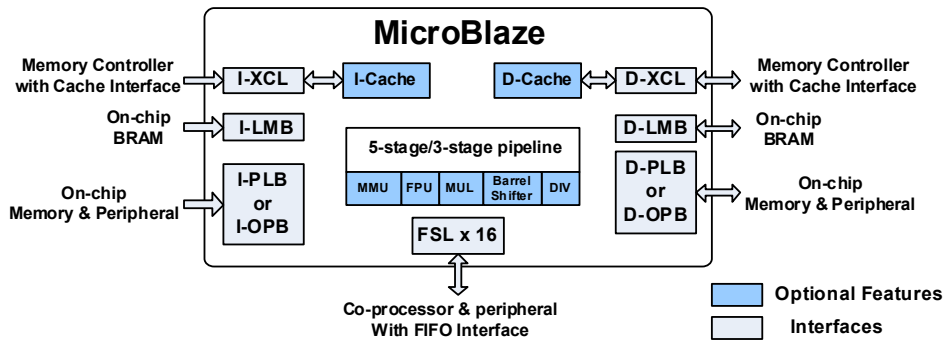 MicroBlaze
Memory Controller
with Cache Interface
I-XCL
I-Cache
D-Cache
D-XCL
Memory Controller
with Cache Interface
On-chip
BRAM
I-LMB
D-LMB
On-chip
BRAM
5-stage/3-stage pipeline
MMU
FPU
MUL
Barrel
Shifter
DIV
On-chip
Memory & Peripheral
I-PLB
or
I-OPB
D-PLB
or
D-OPB
On-chip
Memory & Peripheral
FSL x 16
Co-processor & peripheral
With FIFO Interface
Optional Features
Interfaces